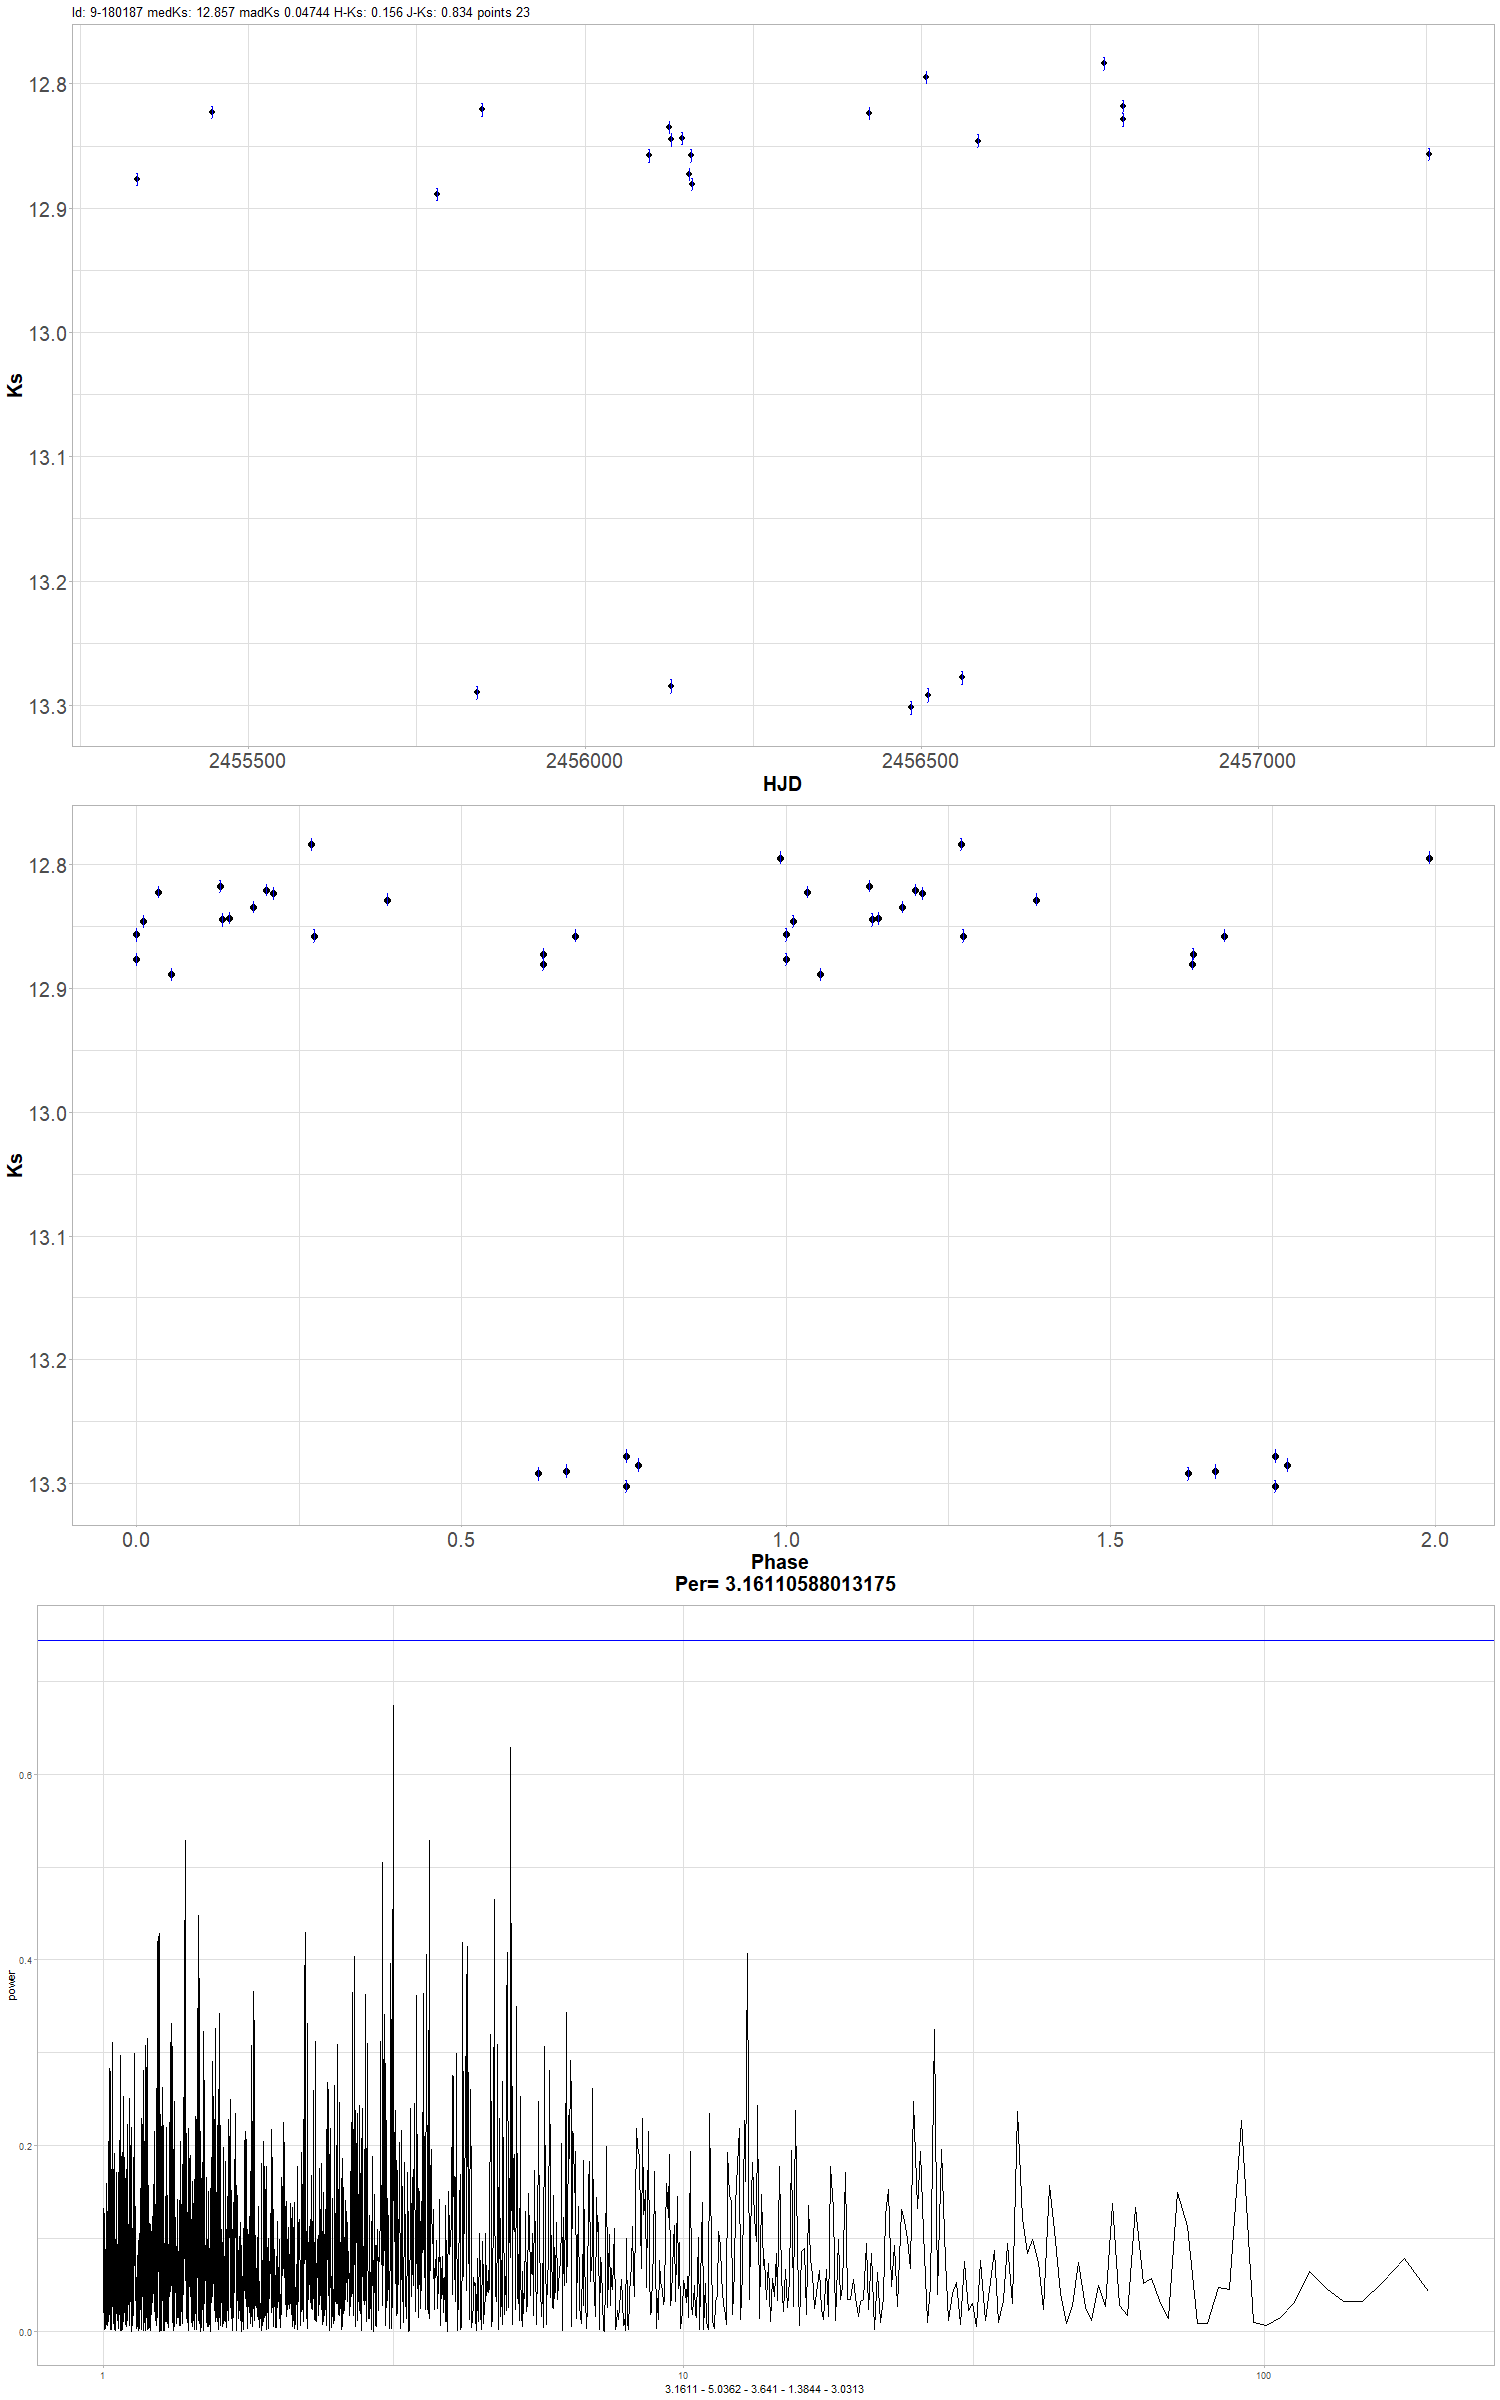 Id: 9-180187 medKs: 12.857 madKs 0.04744 H-Ks: 0.156 J-Ks: 0.834 points 23
12.8
12.9
13.0
Ks
13.1
13.2
13.3
2455500 2456000 2456500 2457000
HJD
12.8
12.9
13.0
Ks
13.1
13.2
13.3
0.0 0.5 1.0 1.5 2.0
Phase
Per= 3.16110588013175
0.6
0.4
power
0.2
0.0
1 10 100
3.1611 - 5.0362 - 3.641 - 1.3844 - 3.0313